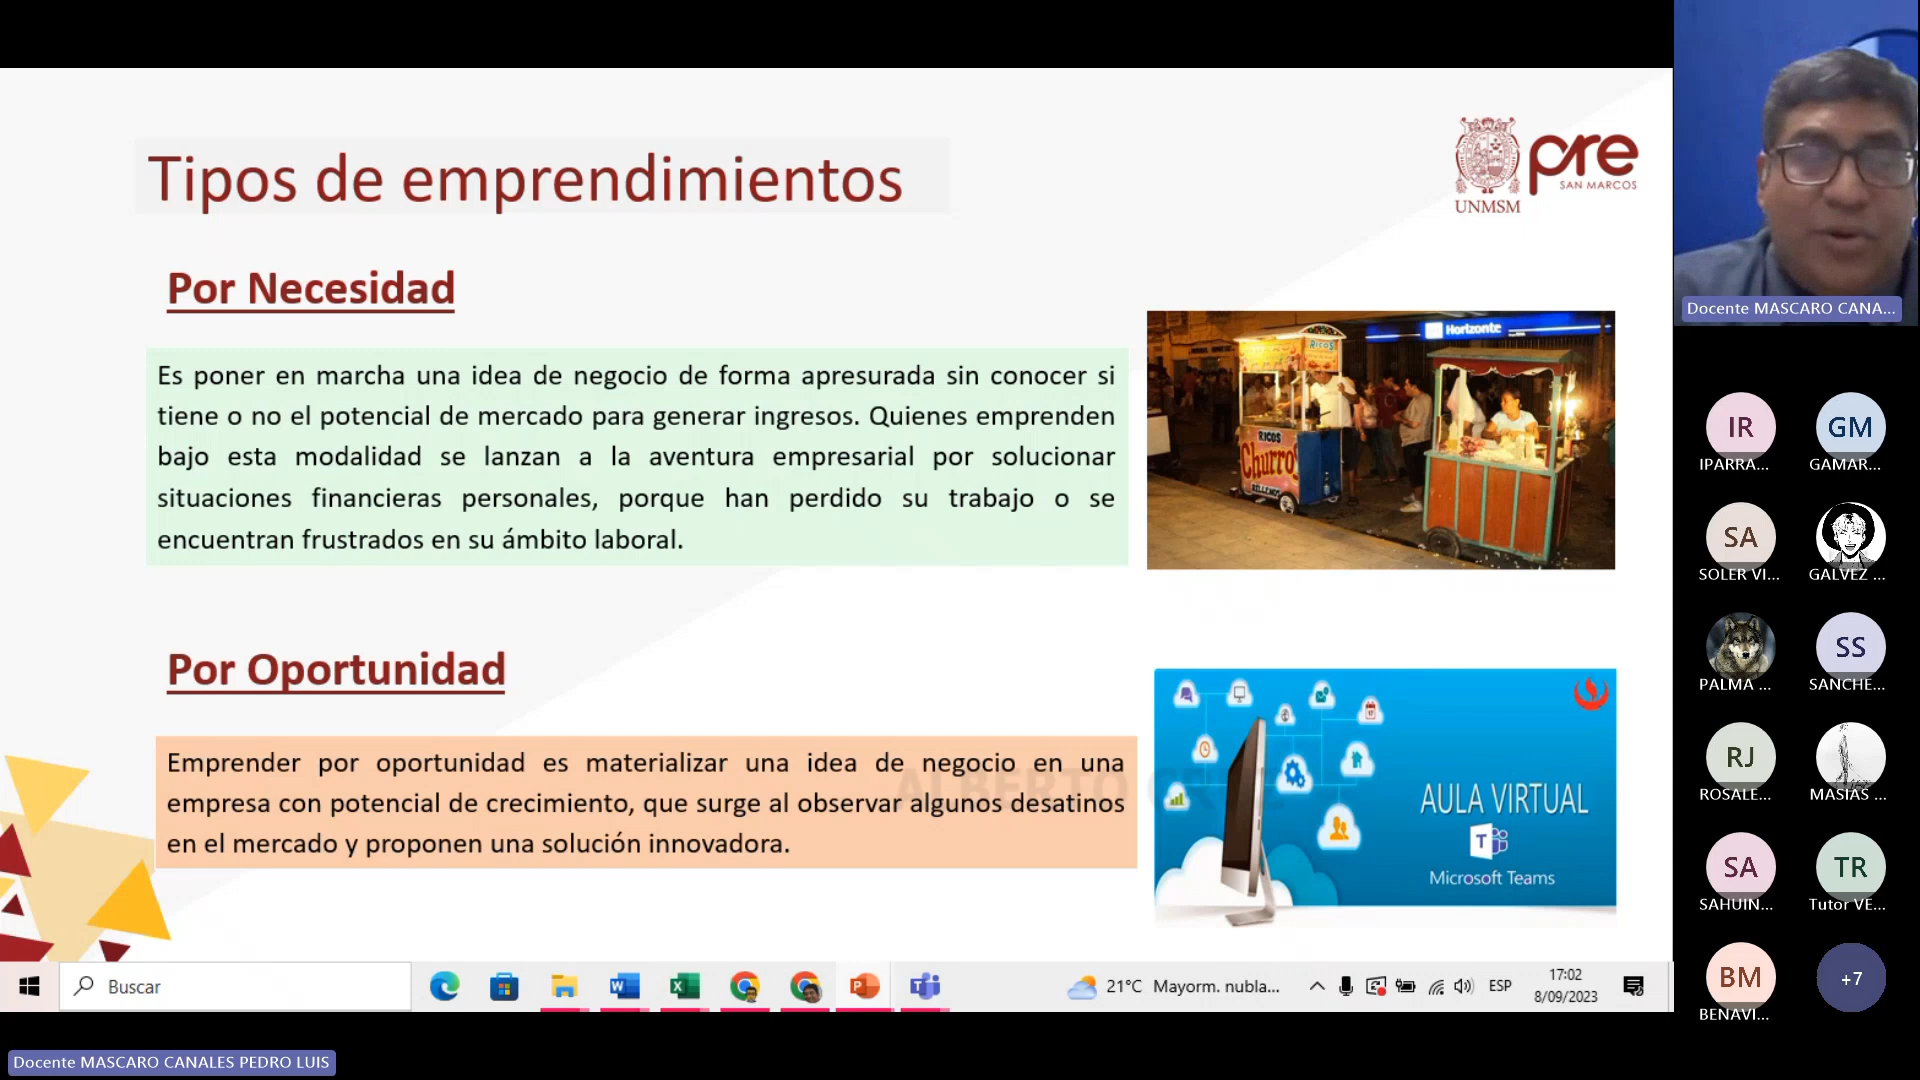 Tipos de emprendimientos
UNMSM
pre
SAN MARCOS
Por Necesidad
Es poner en marcha una idea de negocio de forma apresurada sin conocer si
tiene o no el potencial de mercado para generar ingresos. Quienes emprenden
bajo esta modalidad se lanzan a la aventura empresarial por solucionar
situaciones financieras personales, porque han perdido su trabajo o se
encuentran frustrados en su ámbito laboral.
Horizonte
Ricos
RICOS
Churros
RELLENOS
Por Oportunidad
Emprender por oportunidad es materializar una idea de negocio en una
empresa con potencial de crecimiento, que surge al observar algunos desatinos
en el mercado y proponen una solución innovadora.
AULA VIRTUAL
Microsoft Teams
Buscar
21°C Mayorm. nubla...
ESP
17:02
8/09/2023
Docente MASCARO CANA...
IR
IPARRA...
GM
GAMAR...
SA
SOLER VI...
GALVEZ ...
PALMA ...
SS
SANCHE...
RJ
ROSALE...
MASIAS ...
SA
SAHUIN...
TR
Tutor VE...
BM
BENAVI...
+7
Docente MASCARO CANALES PEDRO LUIS